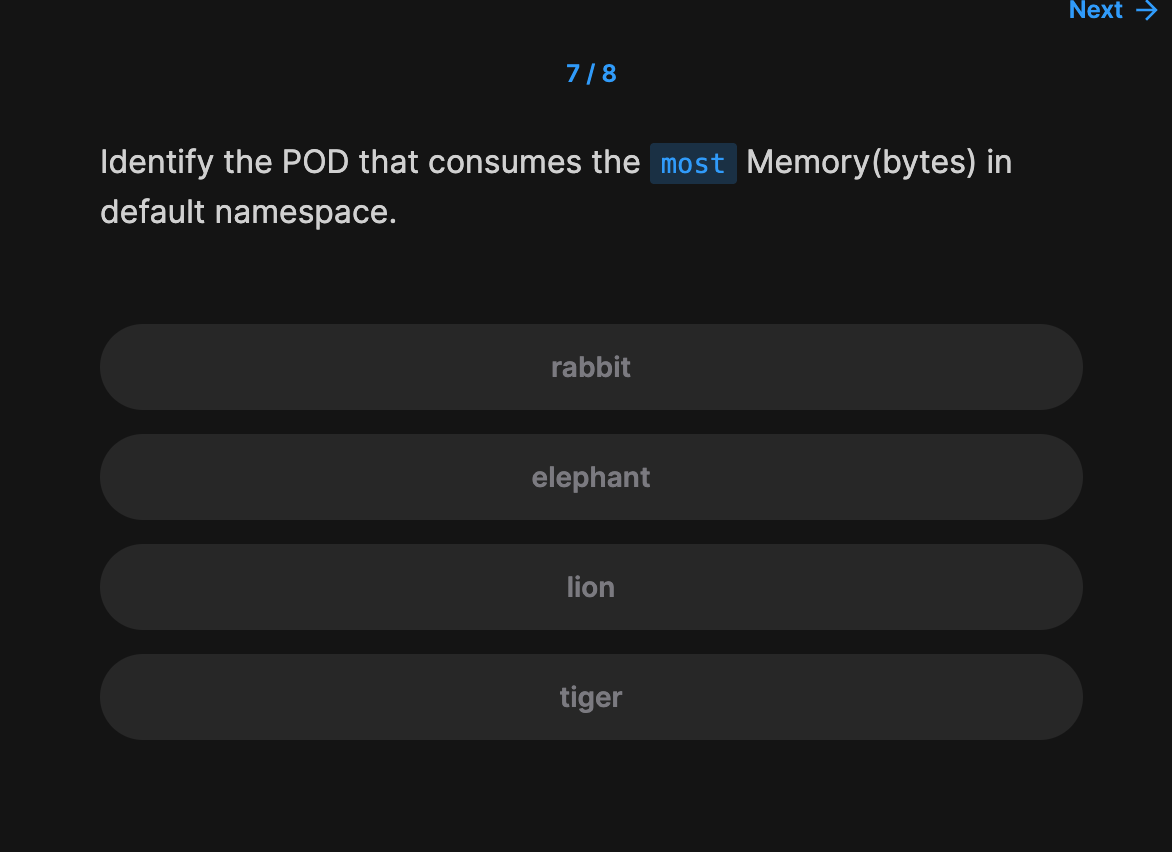 Next →
7 / 8
Identify the POD that consumes the most Memory(bytes) in
default namespace.
rabbit
elephant
lion
tiger